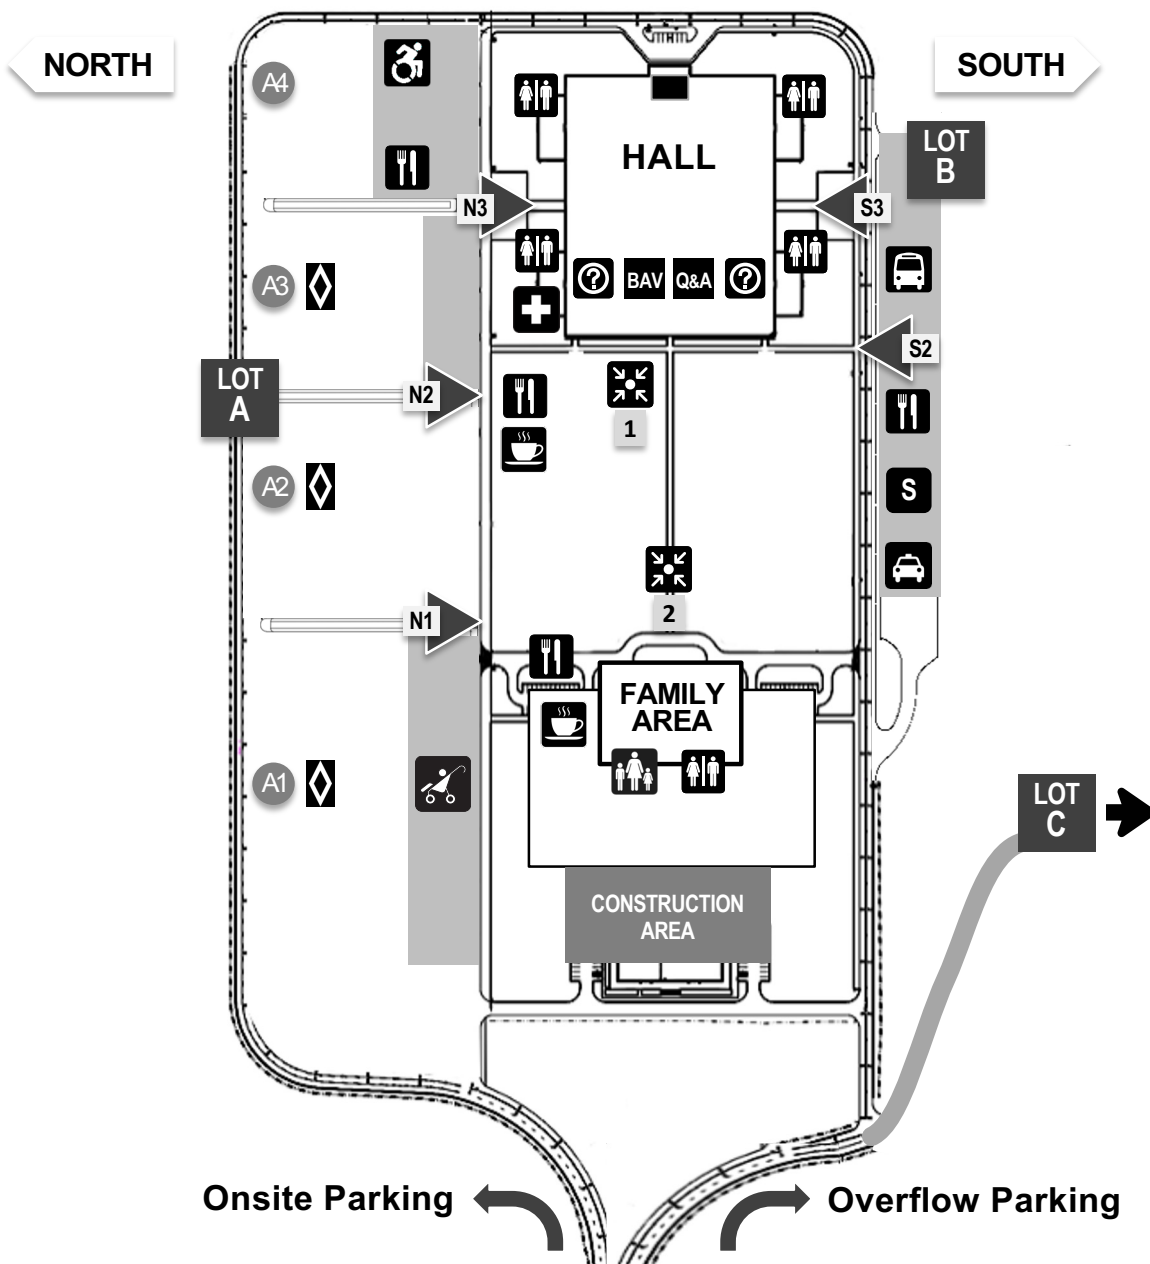 NORTH
SOUTH
A4
LOT
B
HALL
N3
S3
A3
BAV
Q&A
S2
LOT
A
N2
1
A2
S
2
N1
FAMILY
AREA
A1
LOT
C
CONSTRUCTION
AREA
Onsite Parking
Overflow Parking